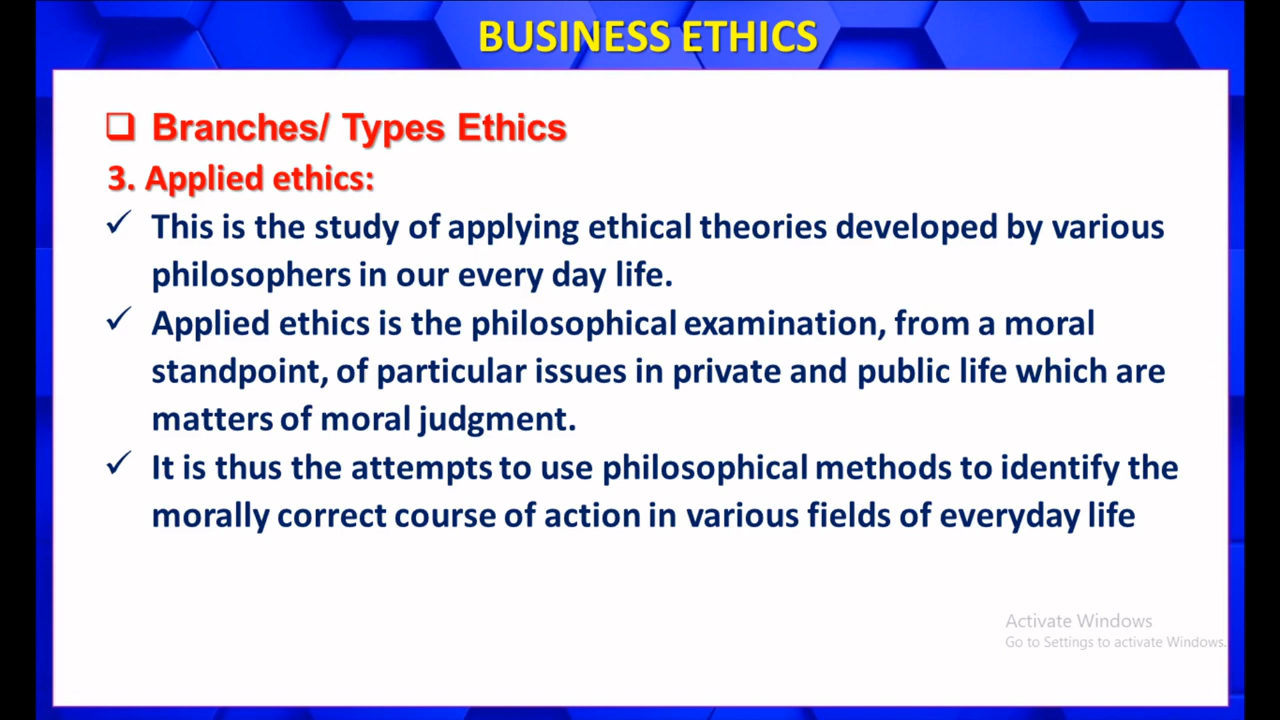 BUSINESS ETHICS
Branches/ Types Ethics
3. Applied ethics:
This is the study of applying ethical theories developed by various
philosophers in our every day life.
Applied ethics is the philosophical examination, from a moral
standpoint, of particular issues in private and public life which are
matters of moral judgment.
It is thus the attempts to use philosophical methods to identify the
morally correct course of action in various fields of everyday life
Activate Windows
Go to Settings to activate Windows.